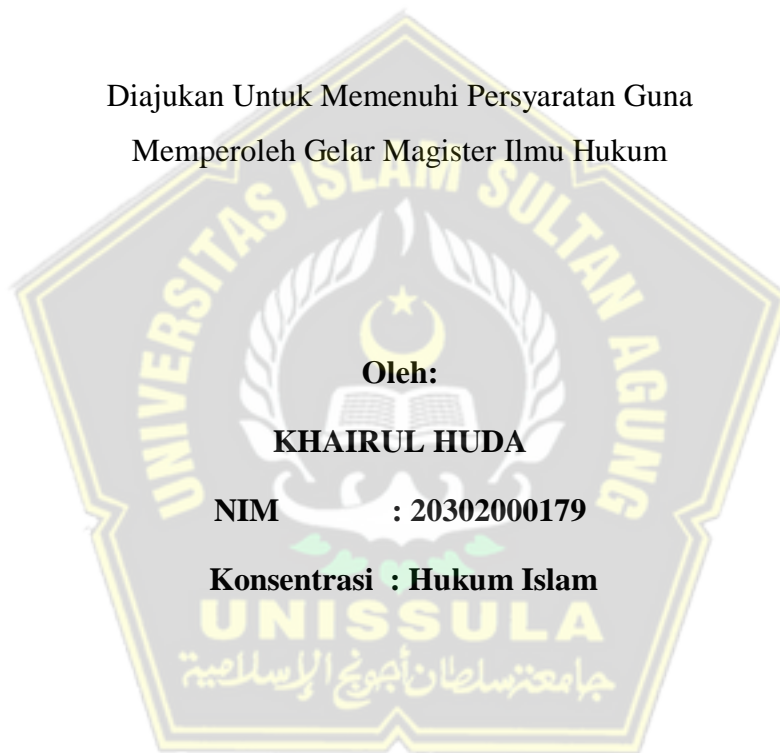 Diajukan Untuk Memenuhi Persyaratan Guna
Memperoleh Gelar Magister Ilmu Hukum
UNIVERSITAS ISLAM SULTAN AGUNG
Oleh:
KHAIRUL HUDA
NIM : 20302000179
Konsentrasi : Hukum Islam
UNISSULA
جامعة سلطان أجونج الإسلامية